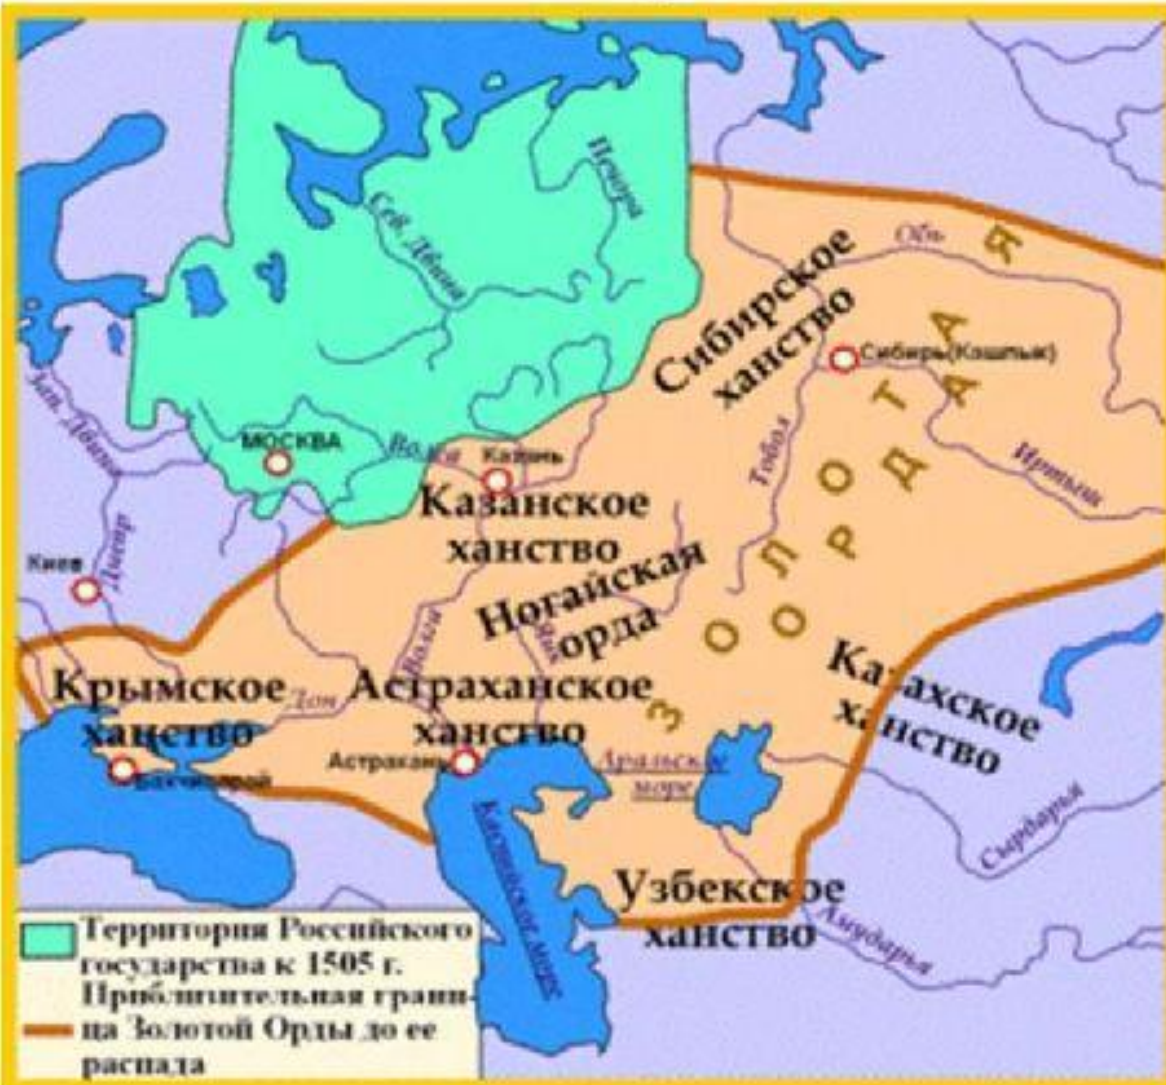 Печора
Сев. Двина
Обь
Сибирское
ханство
Сибирь(Кашлык)
Зап. Двина
МОСКВА
Волга
Казань
Тобол
Иртыш
Казанское
ханство
Киев
Днепр
Ногайская
орда
Волга
Яик
ЗОЛОТАЯ
ОРДА
Крымское
ханство
Дон
Астраханское
ханство
Казахское
ханство
Астрахань
Бахчисарай
Аральское
море
Каспийское море
Сырдарья
Узбекское
ханство
Амударья
Территория Российского
государства к 1505 г.
Приблизительная грани-
ца Золотой Орды до ее
распада